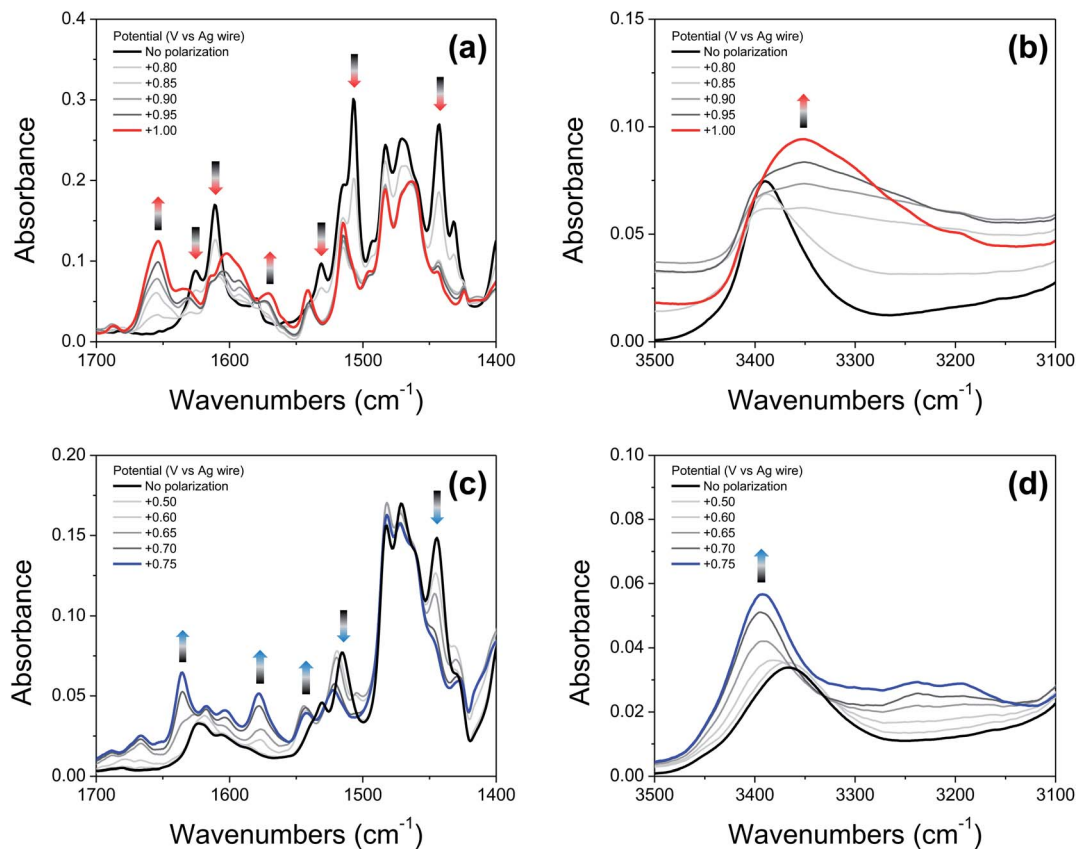 (a)
Potential (V vs Ag wire)
No polarization
+0.80
+0.85
+0.90
+0.95
+1.00
0.4
0.3
0.2
0.1
0.0
Absorbance
1700
1600
1500
1400
Wavenumbers (cm⁻¹)
(b)
Potential (V vs Ag wire)
No polarization
+0.80
+0.85
+0.90
+0.95
+1.00
0.15
0.10
0.05
0.00
Absorbance
3500
3400
3300
3200
3100
Wavenumbers (cm⁻¹)
(c)
Potential (V vs Ag wire)
No polarization
+0.50
+0.60
+0.65
+0.70
+0.75
0.20
0.15
0.10
0.05
0.00
Absorbance
1700
1600
1500
1400
Wavenumbers (cm⁻¹)
(d)
Potential (V vs Ag wire)
No polarization
+0.50
+0.60
+0.65
+0.70
+0.75
0.10
0.08
0.06
0.04
0.02
0.00
Absorbance
3500
3400
3300
3200
3100
Wavenumbers (cm⁻¹)